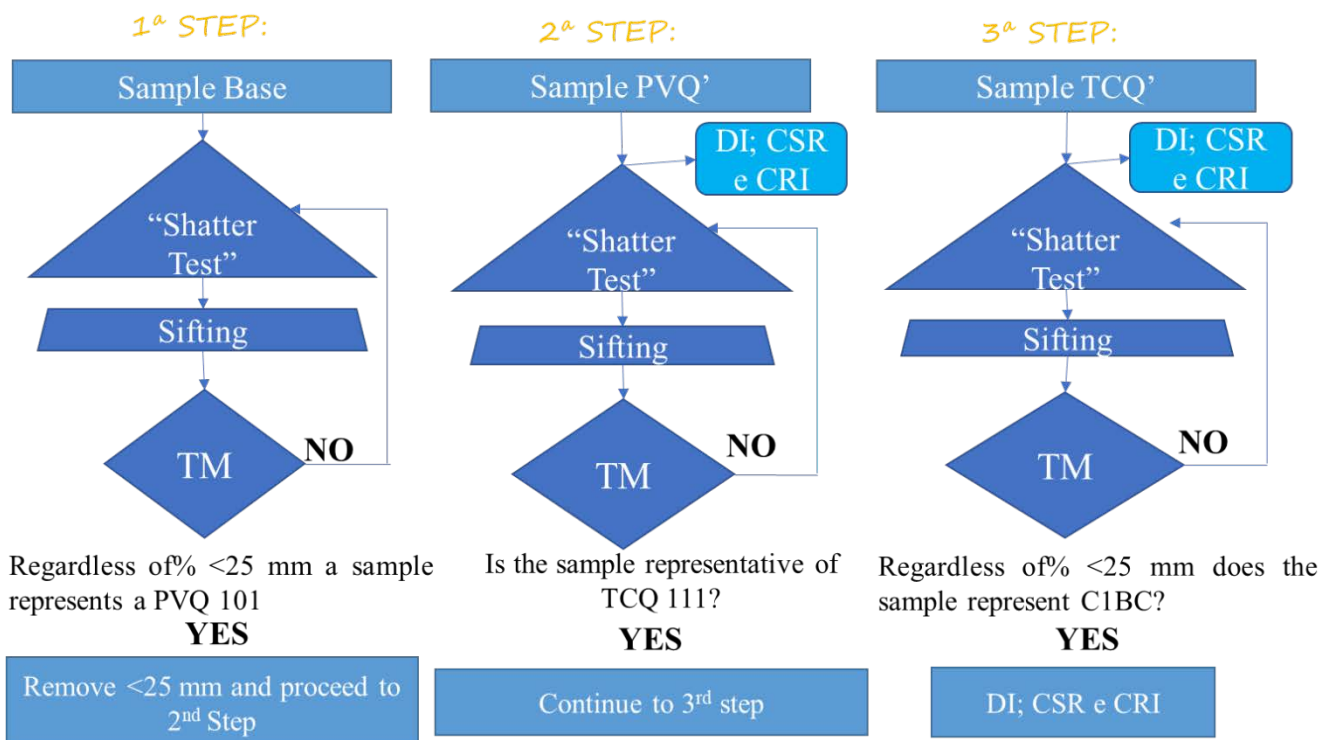 1ª STEP:
Sample Base
“Shatter
Test”
Sifting
TM
NO
Regardless of% <25 mm a sample
represents a PVQ 101
YES
Remove <25 mm and proceed to
2nd Step
2ª STEP:
Sample PVQ’
DI; CSR
e CRI
“Shatter
Test”
Sifting
TM
NO
Is the sample representative of
TCQ 111?
YES
Continue to 3rd step
3ª STEP:
Sample TCQ’
DI; CSR
e CRI
“Shatter
Test”
Sifting
TM
NO
Regardless of% <25 mm does the
sample represent C1BC?
YES
DI; CSR e CRI